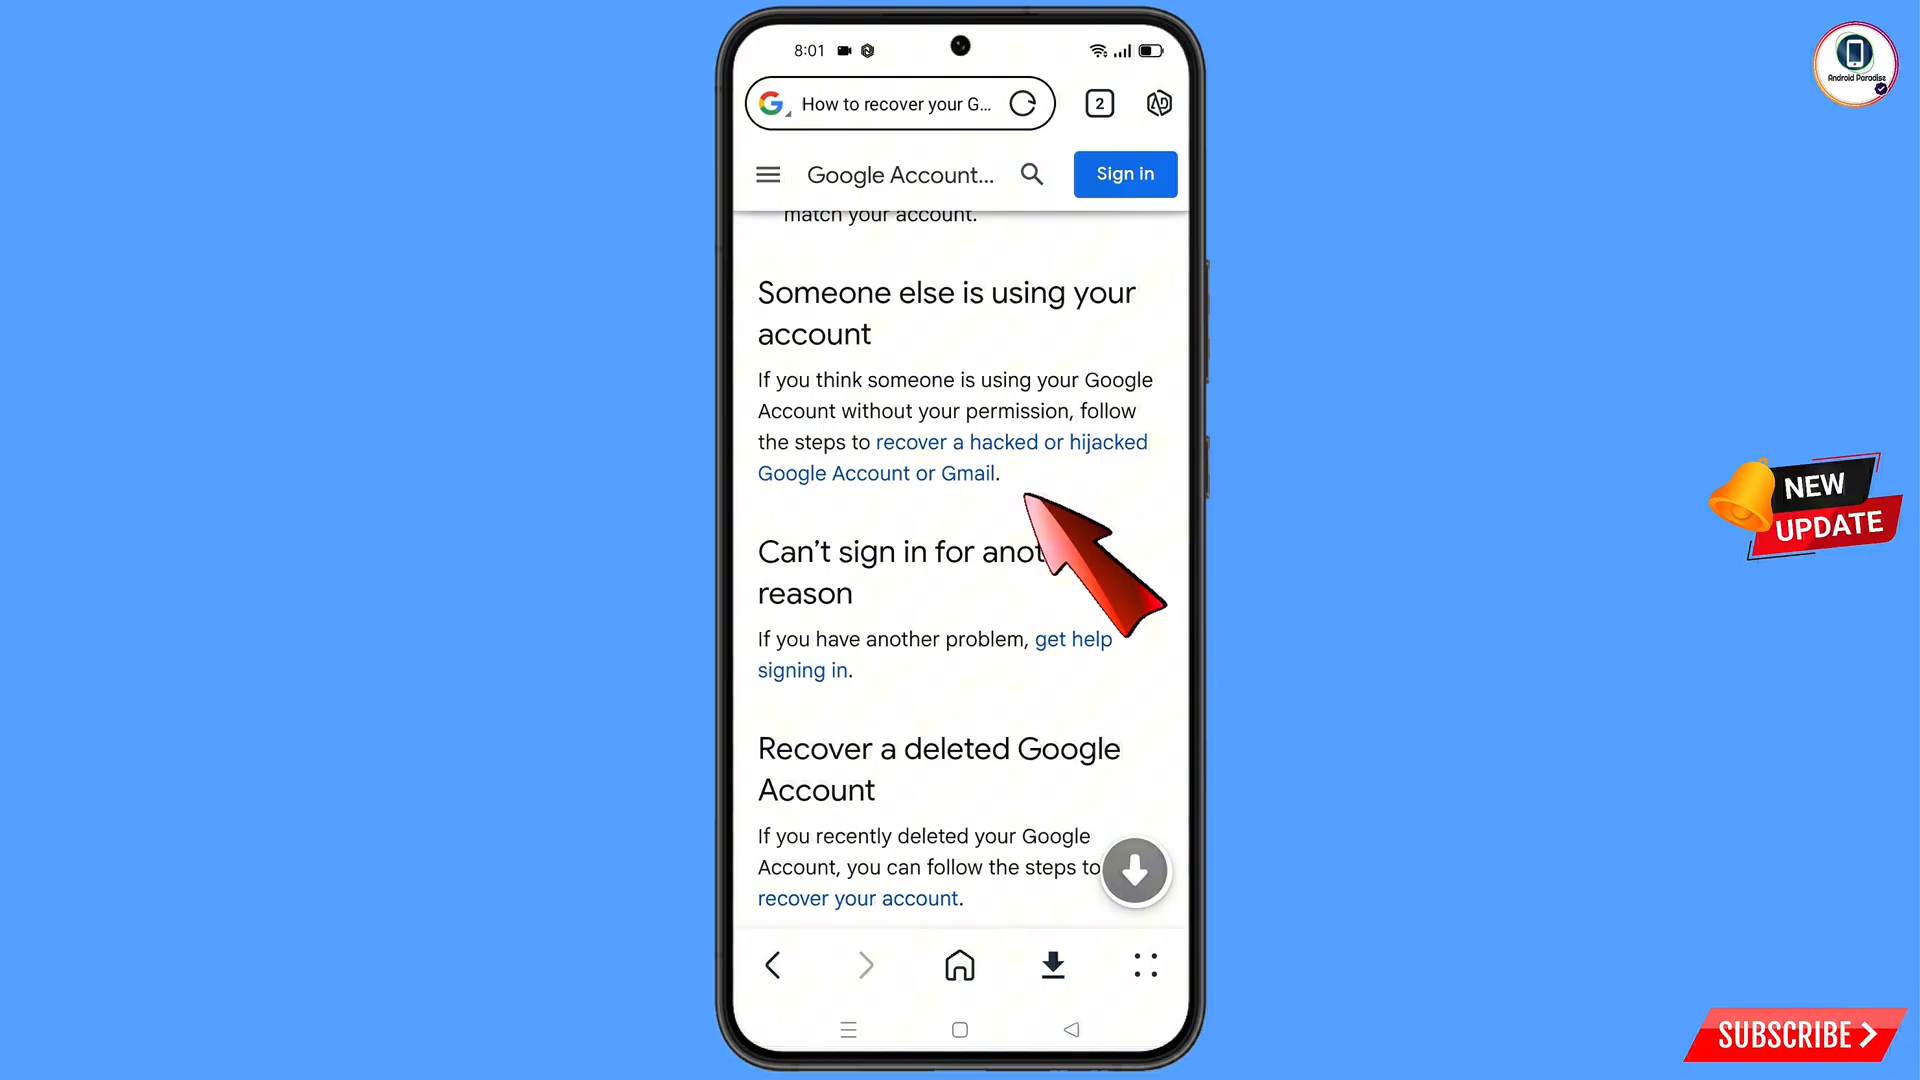 8:01
How to recover your G...
2
Google Account...
Sign in
match your account.
Someone else is using your
account
If you think someone is using your Google
Account without your permission, follow
the steps to recover a hacked or hijacked
Google Account or Gmail.
Can't sign in for anot
reason
If you have another problem, get help
signing in.
Recover a deleted Google
Account
If you recently deleted your Google
Account, you can follow the steps to
recover your account.
Android Paradise
NEW
UPDATE
SUBSCRIBE